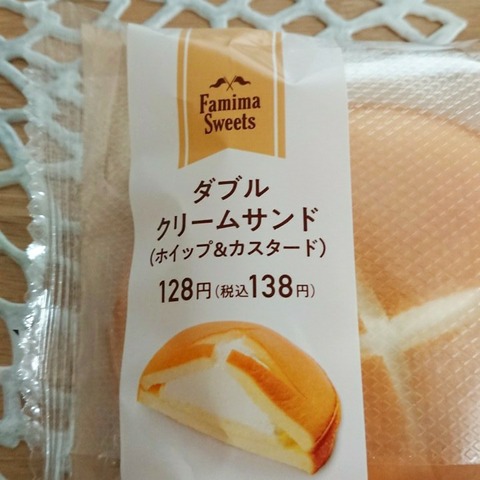 Famima
Sweets
ダブル
クリームサンド
(ホイップ&カスタード)
128円(税込138円)